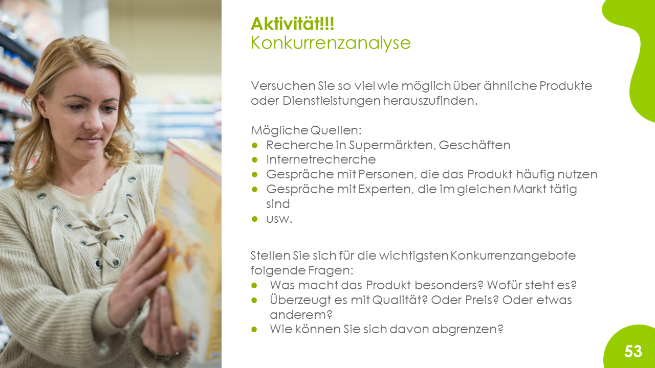 Aktivität!!!
Konkurrenzanalyse
Versuchen Sie so viel wie möglich über ähnliche Produkte
oder Dienstleistungen herauszufinden.
Mögliche Quellen:
● Recherche in Supermärkten, Geschäften
● Internetrecherche
● Gespräche mit Personen, die das Produkt häufig nutzen
● Gespräche mit Experten, die im gleichen Markt tätig
sind
● usw.
Stellen Sie sich für die wichtigsten Konkurrenzangebote
folgende Fragen:
● Was macht das Produkt besonders? Wofür steht es?
● Überzeugt es mit Qualität? Oder Preis? Oder etwas
anderem?
● Wie können Sie sich davon abgrenzen?
53